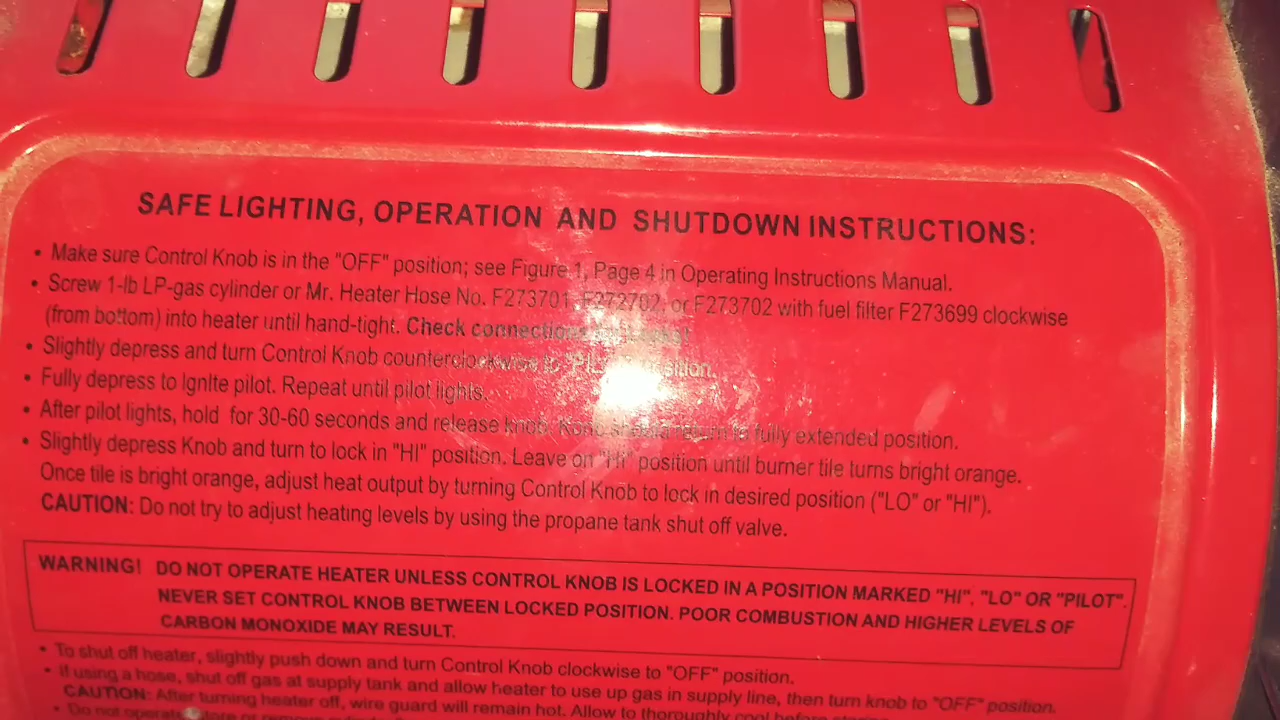 SAFE LIGHTING, OPERATION AND SHUTDOWN INSTRUCTIONS:
• Make sure Control Knob is in the "OFF" position; see Figure 1, Page 4 in Operating Instructions Manual.
• Screw 1-lb LP-gas cylinder or Mr. Heater Hose No. F273701, F272702, or F273702 with fuel filter F273699 clockwise
(from bottom) into heater until hand-tight. Check connections
• Slightly depress and turn Control Knob counterclockwise to position.
• Fully depress to Ignite pilot. Repeat until pilot lights.
• After pilot lights, hold for 30-60 seconds and release knob. return to fully extended position.
• Slightly depress Knob and turn to lock in "HI" position. Leave on "HI" position until burner tile turns bright orange.
Once tile is bright orange, adjust heat output by turning Control Knob to lock in desired position ("LO" or "HI").
CAUTION: Do not try to adjust heating levels by using the propane tank shut off valve.
WARNING! DO NOT OPERATE HEATER UNLESS CONTROL KNOB IS LOCKED IN A POSITION MARKED "HI", "LO" OR "PILOT".
NEVER SET CONTROL KNOB BETWEEN LOCKED POSITION. POOR COMBUSTION AND HIGHER LEVELS OF
CARBON MONOXIDE MAY RESULT.
• To shut off heater, slightly push down and turn Control Knob clockwise to "OFF" position.
• If using a hose, shut off gas at supply tank and allow heater to use up gas in supply line, then turn knob to "OFF" position.
CAUTION: After turning heater off, wire guard will remain hot. Allow to thoroughly cool before
• Do not operate, store or remove